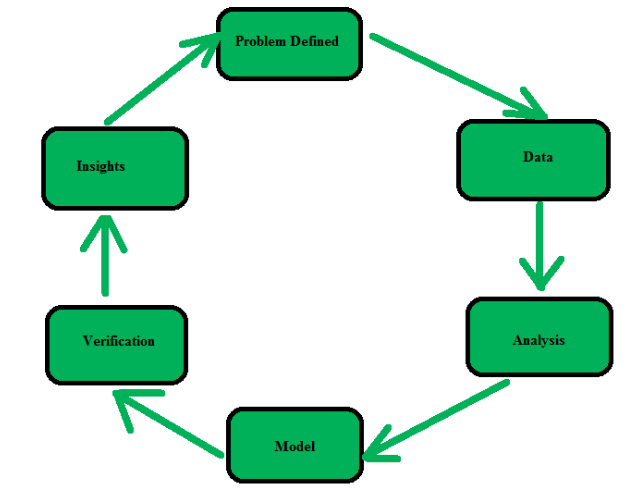 Problem Defined
Data
Analysis
Model
Verification
Insights